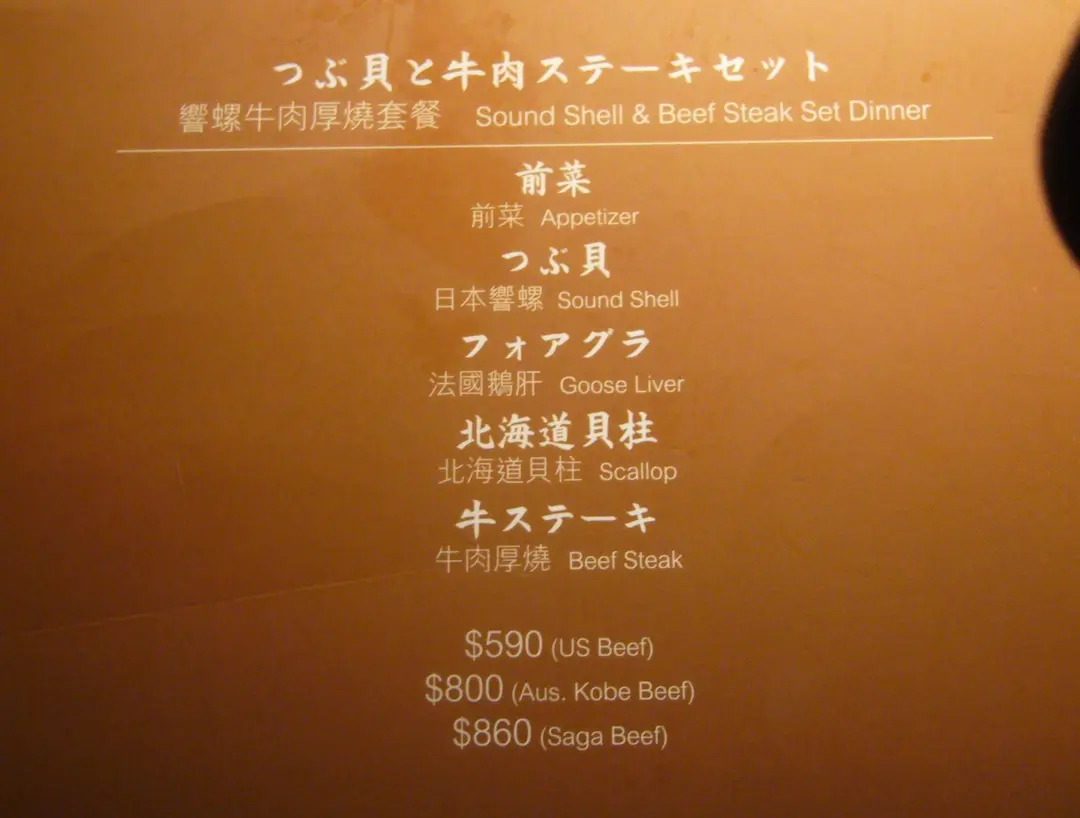 つぶ貝と牛肉ステーキセット
響螺牛肉厚燒套餐 Sound Shell & Beef Steak Set Dinner
前菜
前菜 Appetizer
つぶ貝
日本響螺 Sound Shell
フォアグラ
法國鵝肝 Goose Liver
北海道貝柱
北海道貝柱 Scallop
牛ステーキ
牛肉厚燒 Beef Steak
$590 (US Beef)
$800 (Aus. Kobe Beef)
$860 (Saga Beef)